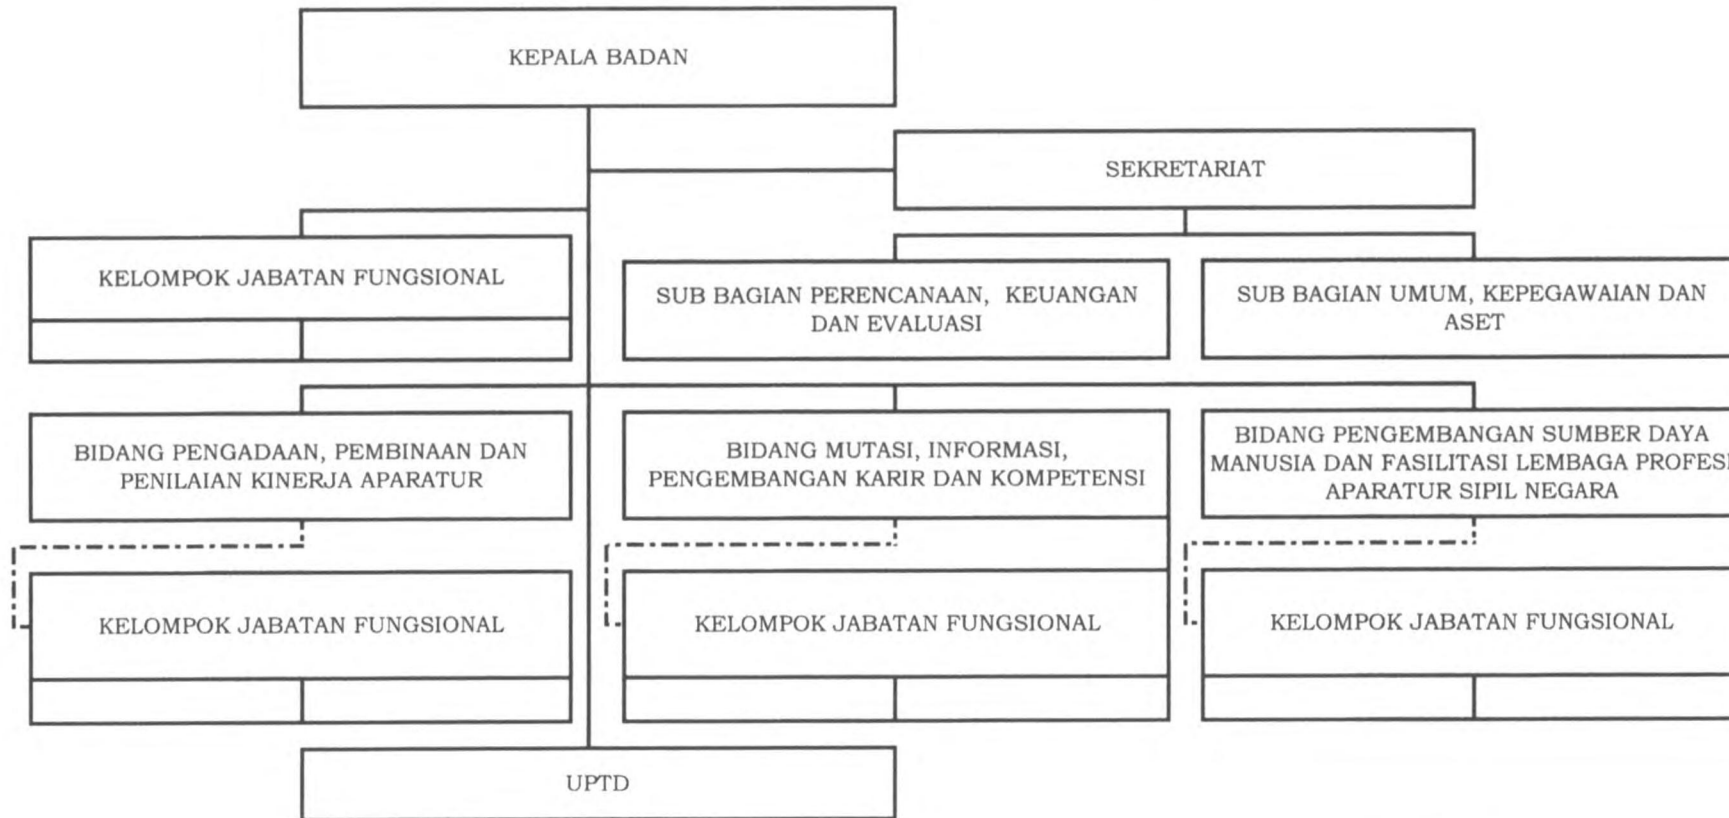 KEPALA BADAN
SEKRETARIAT
KELOMPOK JABATAN FUNGSIONAL
SUB BAGIAN PERENCANAAN, KEUANGAN
DAN EVALUASI
SUB BAGIAN UMUM, KEPEGAWAIAN DAN
ASET
BIDANG PENGADAAN, PEMBINAAN DAN
PENILAIAN KINERJA APARATUR
BIDANG MUTASI, INFORMASI,
PENGEMBANGAN KARIR DAN KOMPETENSI
BIDANG PENGEMBANGAN SUMBER DAYA
MANUSIA DAN FASILITASI LEMBAGA PROFESI
APARATUR SIPIL NEGARA
KELOMPOK JABATAN FUNGSIONAL
KELOMPOK JABATAN FUNGSIONAL
KELOMPOK JABATAN FUNGSIONAL
UPTD